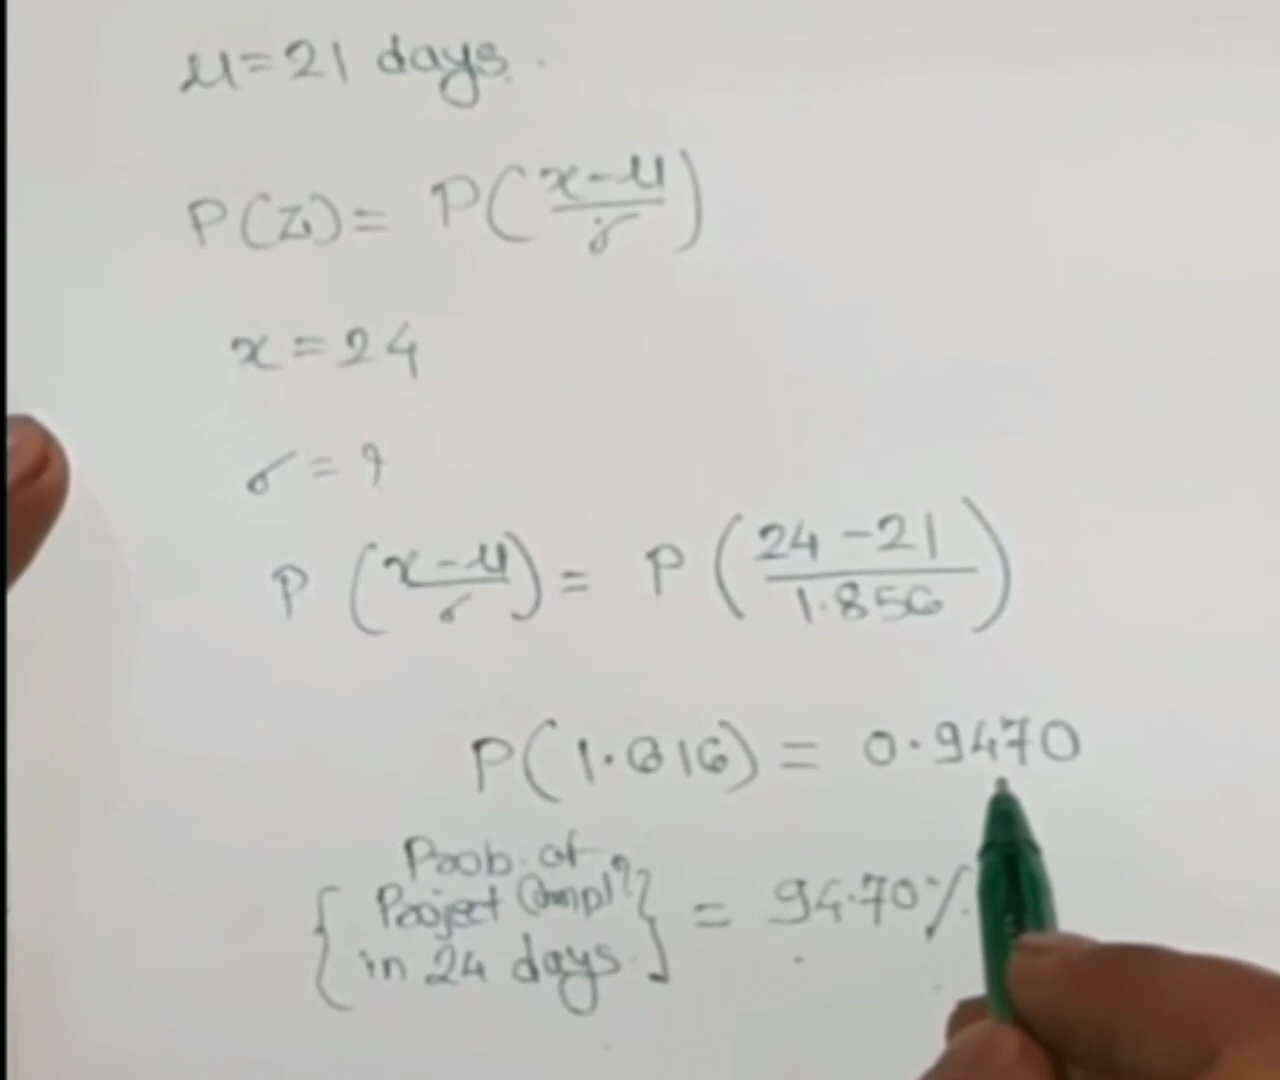 μ=21 days.
P(Z)= P(x-μ/σ)
x=24
σ=?
P(x-μ/σ)= P(24-21/1.856)
P(1.616)= 0.9470
{Prob. of
Project Compl?} = 94.70%
in 24 days.